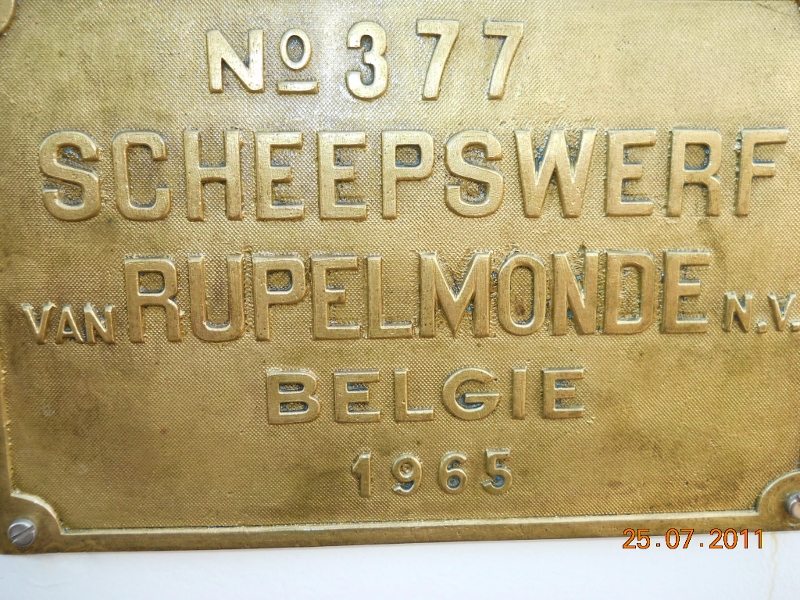 No 377
SCHEEPSWERF
VAN RUPELMONDE N.V.
BELGIE
1965
25.07.2011